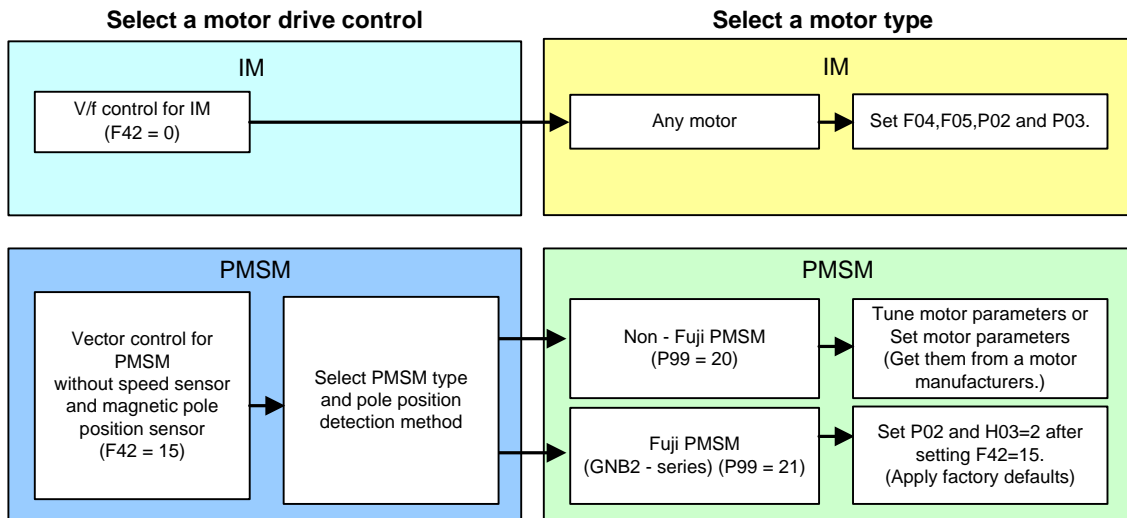 Select a motor drive control
Select a motor type
IM
V/f control for IM
(F42 = 0)
IM
Any motor
Set F04,F05,P02 and P03.
PMSM
Vector control for
PMSM
without speed sensor
and magnetic pole
position sensor
(F42 = 15)
Select PMSM type
and pole position
detection method
PMSM
Non - Fuji PMSM
(P99 = 20)
Tune motor parameters or
Set motor parameters
(Get them from a motor
manufacturers.)
Fuji PMSM
(GNB2 - series) (P99 = 21)
Set P02 and H03=2 after
setting F42=15.
(Apply factory defaults)